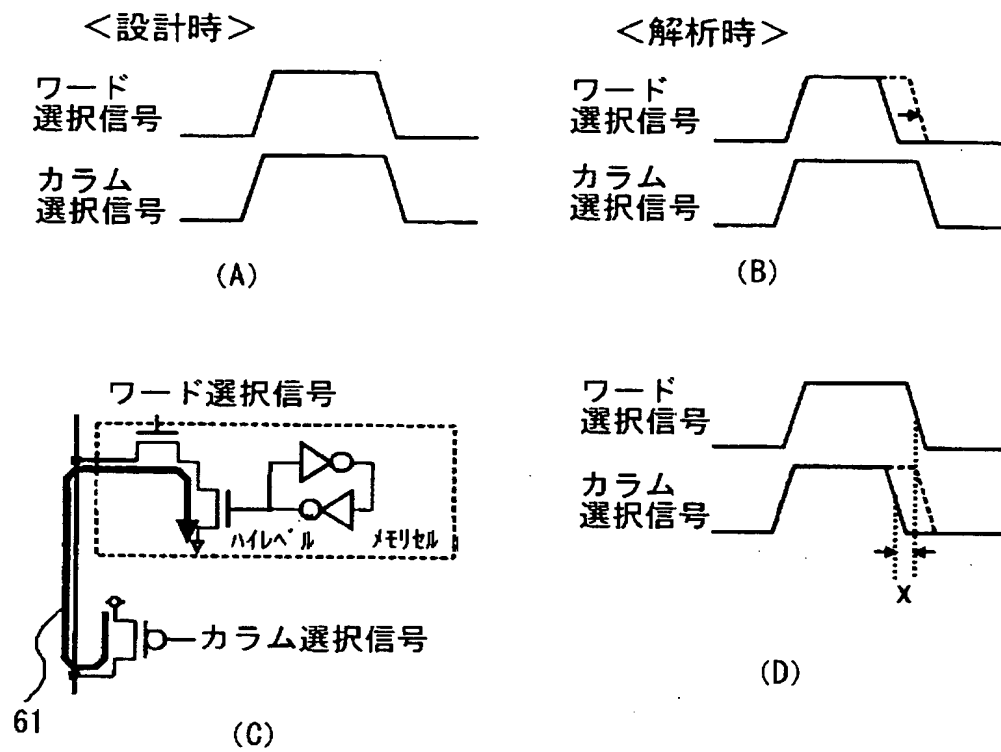 ＜設計時＞
ワード
選択信号
カラム
選択信号
(A)
＜解析時＞
ワード
選択信号
カラム
選択信号
(B)
ワード選択信号
ハイレベル
メモリセル
カラム選択信号
61
(C)
ワード
選択信号
カラム
選択信号
X
(D)